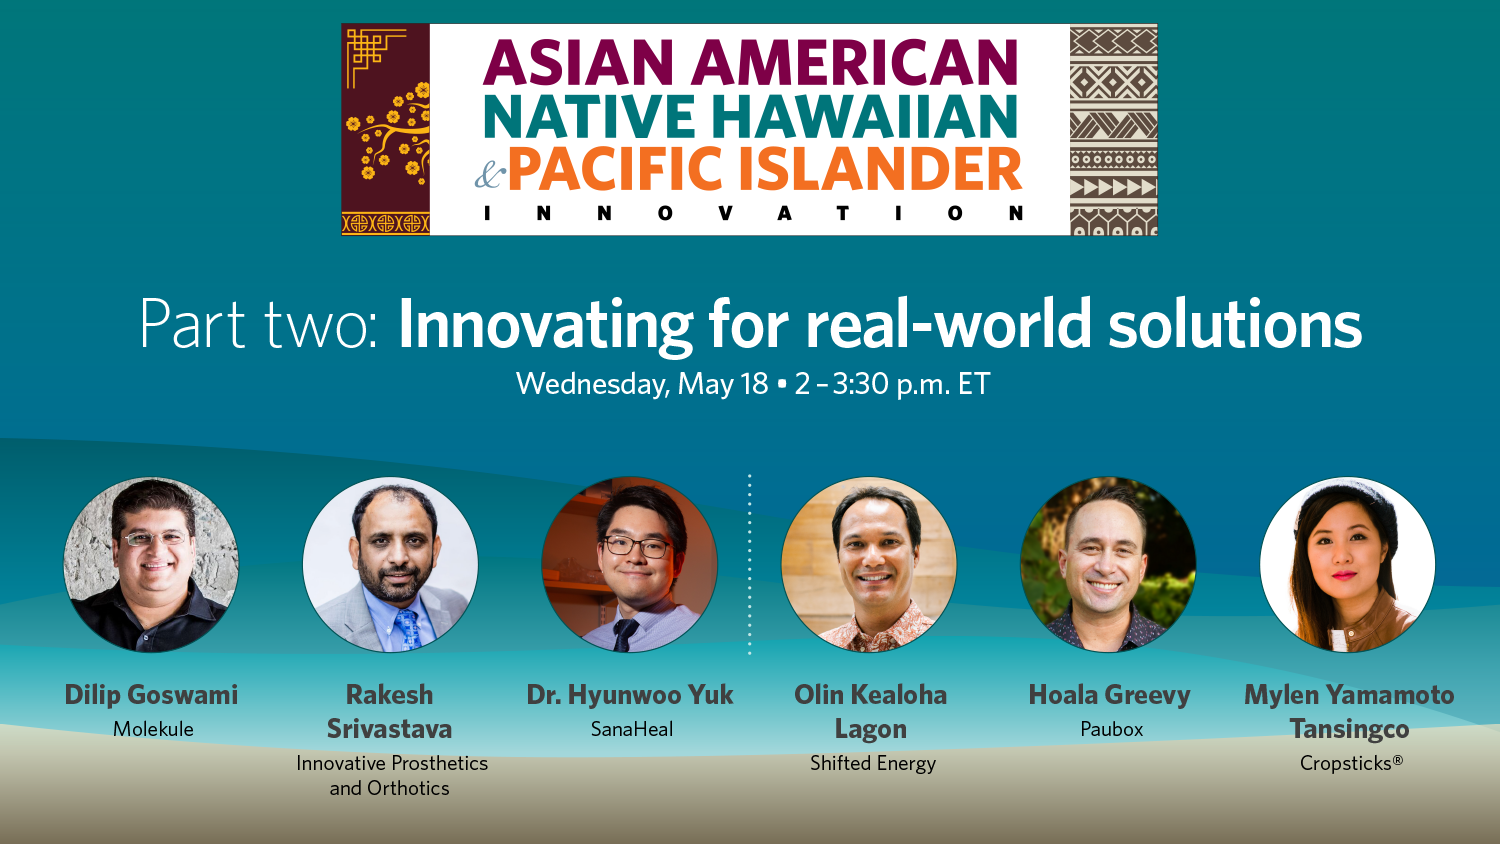 ASIAN AMERICAN
NATIVE HAWAIIAN
& PACIFIC ISLANDER
INNOVATION
Part two: Innovating for real-world solutions
Wednesday, May 18 • 2 – 3:30 p.m. ET
Dilip Goswami
Molekule
Rakesh
Srivastava
Innovative Prosthetics
and Orthotics
Dr. Hyunwoo Yuk
SanaHeal
Olin Kealoha
Lagon
Shifted Energy
Hoala Greevy
Paubox
Mylen Yamamoto
Tansingco
Cropsticks®